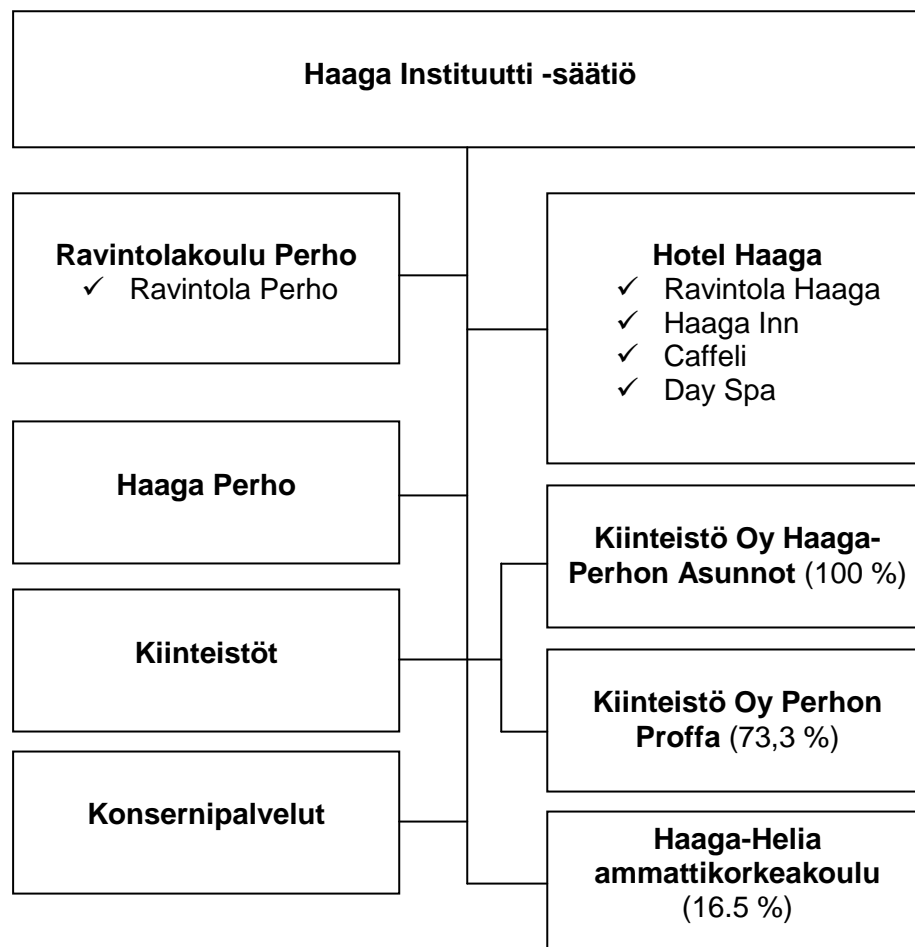 Haaga Instituutti -säätiö
Ravintolakoulu Perho
✓ Ravintola Perho
Hotel Haaga
✓ Ravintola Haaga
✓ Haaga Inn
✓ Caffeli
✓ Day Spa
Haaga Perho
Kiinteistö Oy Haaga-
Perhon Asunnot (100 %)
Kiinteistöt
Kiinteistö Oy Perhon
Proffa (73,3 %)
Konsernipalvelut
Haaga-Helia
ammattikorkeakoulu
(16.5 %)